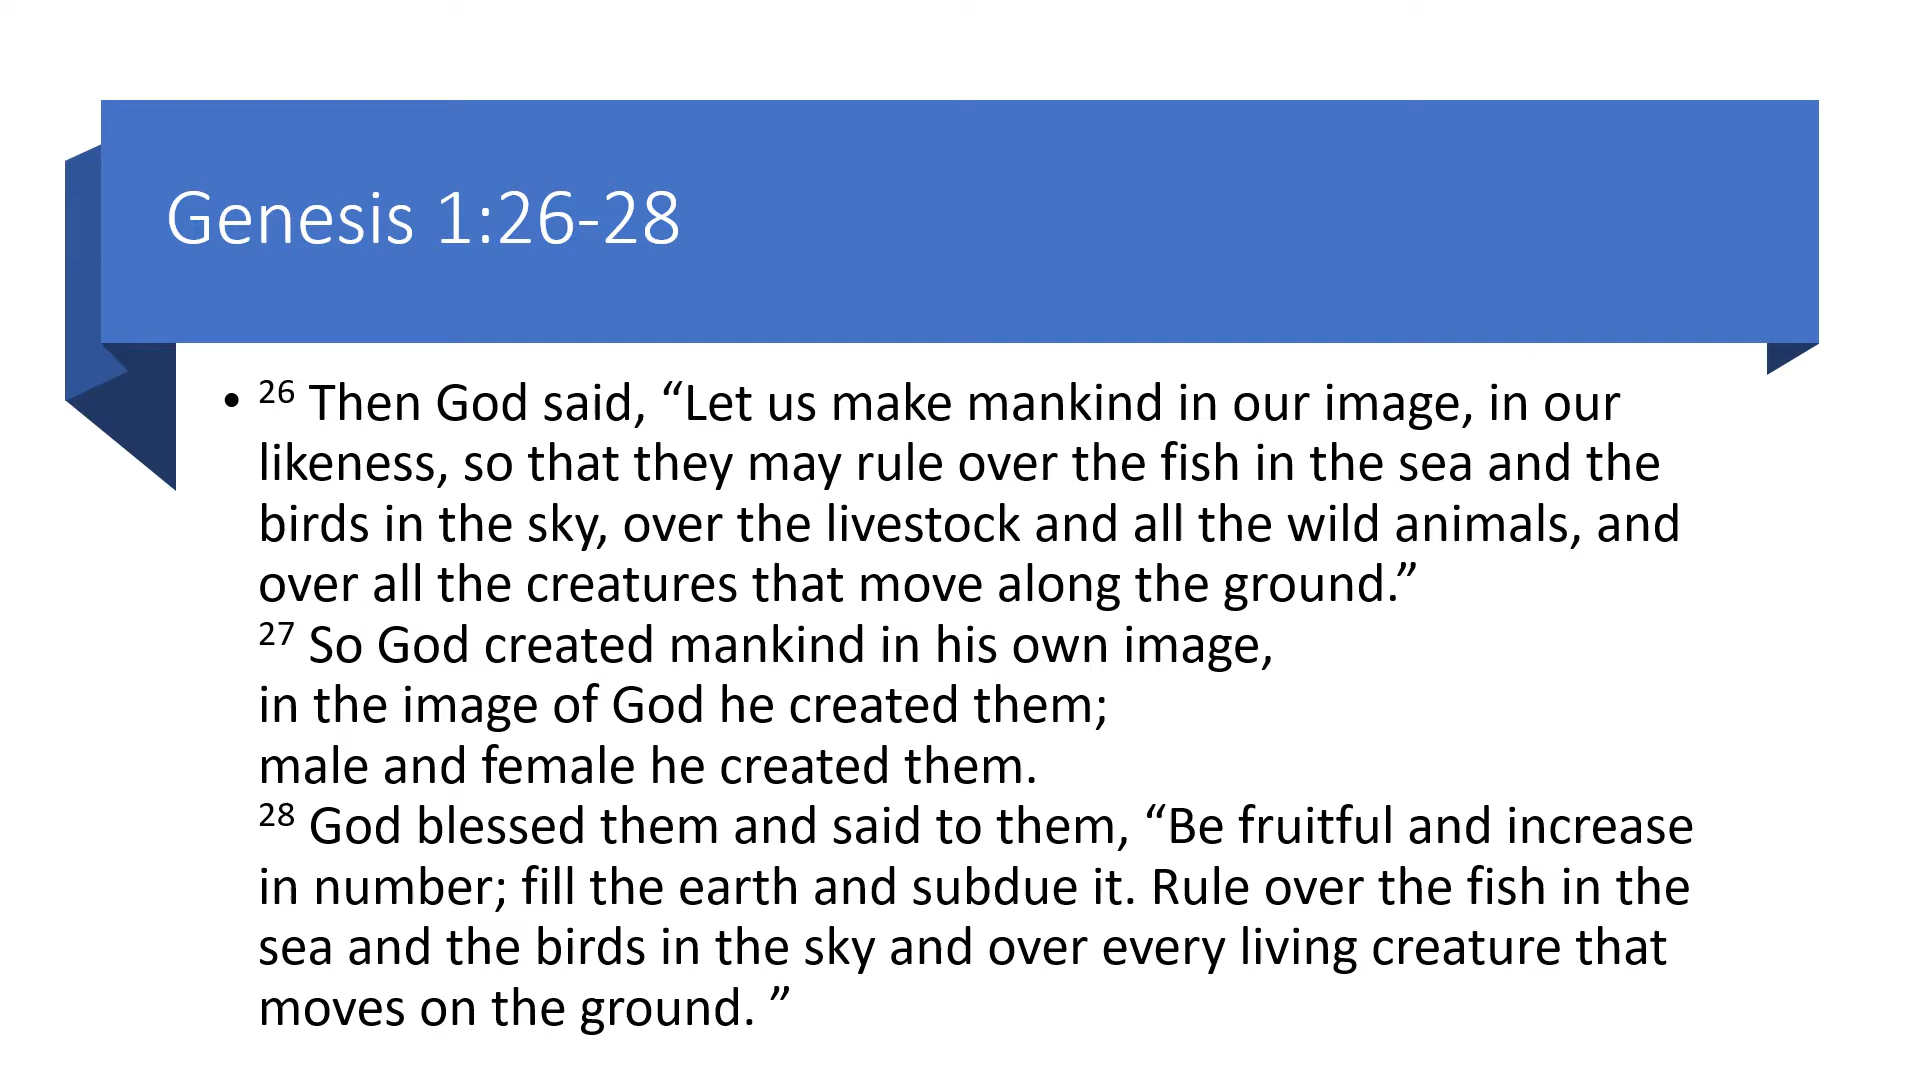 Genesis 1:26-28
• 26 Then God said, “Let us make mankind in our image, in our
likeness, so that they may rule over the fish in the sea and the
birds in the sky, over the livestock and all the wild animals, and
over all the creatures that move along the ground.”
27 So God created mankind in his own image,
in the image of God he created them;
male and female he created them.
28 God blessed them and said to them, “Be fruitful and increase
in number; fill the earth and subdue it. Rule over the fish in the
sea and the birds in the sky and over every living creature that
moves on the ground. ”